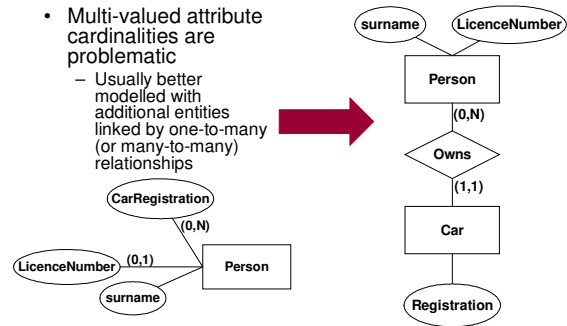 • Multi-valued attribute
cardinalities are
problematic
– Usually better
modelled with
additional entities
linked by one-to-many
(or many-to-many)
relationships
CarRegistration
(0,N)
LicenceNumber
(0,1)
Person
surname
surname
LicenceNumber
Person
(0,N)
Owns
(1,1)
Car
Registration